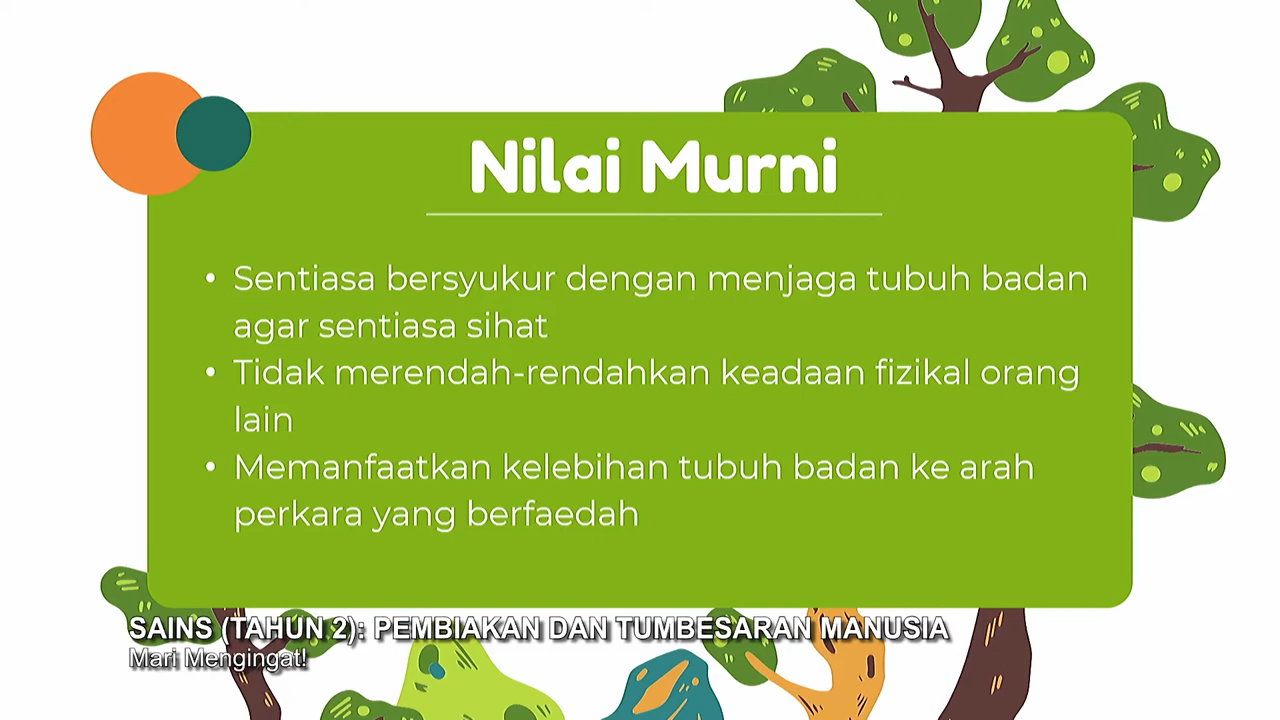 Nilai Murni
• Sentiasa bersyukur dengan menjaga tubuh badan
agar sentiasa sihat
• Tidak merendah-rendahkan keadaan fizikal orang
lain
• Memanfaatkan kelebihan tubuh badan ke arah
perkara yang berfaedah
SAINS (TAHUN 2): PEMBIAKAN DAN TUMBESARAN MANUSIA
Mari Mengingat!